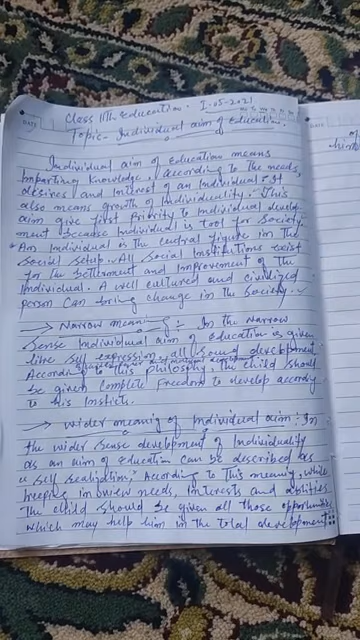 Class 11th education. 1-05-2021
Topic- Individual aim of education
Individual aim of Education means
Imparting knowledge, according to the needs,
desires and interest of an Individual. It
also means growth of Individuality. This
aim give first Priority to Individual develop
ment because Individual is tool for Society.
* An Individual is the central figure in the
Social setup. All Social Institutions exist
for the betterment and Improvement of the
Individual. A well cultured and civilized
person can bring change in the Society.
→ Narrow meaning :- In the Narrow
Sense Individual aim of education is given
like self expression, all round development
According to this philosophy, the child should
be given complete freedom to develop accordy
to his Insticts.
→ wider meanig of Individual aim: In
the wider sense development of Individuality
as an aim of education can be described as
"self realization, According to this meaning, while
keeping in view needs, interests and abilities
The child should be given all those opportunities
which may help him in the total development
DATE
DATE